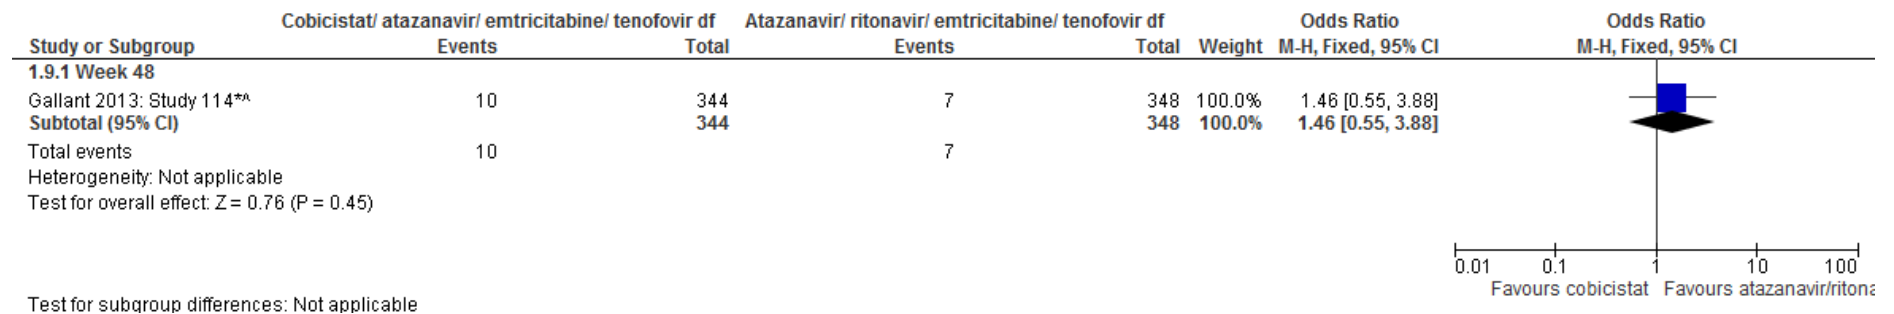 Cobicistat/ atazanavir/ emtricitabine/ tenofovir df Atazanavir/ ritonavir/ emtricitabine/ tenofovir df Odds Ratio Odds Ratio
Study or Subgroup Events Total Events Total Weight M-H, Fixed, 95% CI M-H, Fixed, 95% CI
1.9.1 Week 48
Gallant 2013: Study 114*^ 10 344 7 348 100.0% 1.46 [0.55, 3.88]
Subtotal (95% CI) 344 348 100.0% 1.46 [0.55, 3.88]
Total events 10 7
Heterogeneity: Not applicable
Test for overall effect: Z = 0.76 (P = 0.45)
0.01 0.1 1 10 100
Favours cobicistat Favours atazanavir/ritona
Test for subgroup differences: Not applicable